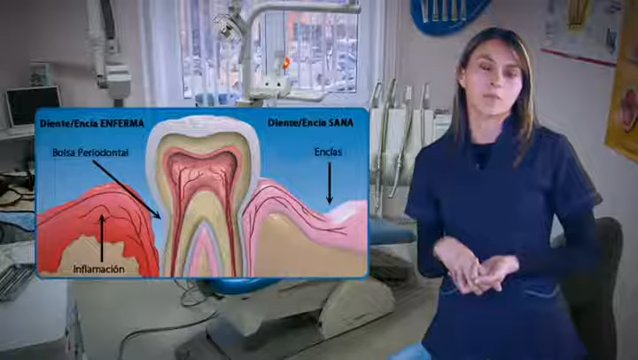 Diente/Encía ENFERMA
Diente/Encía SANA
Bolsa Periodontal
Encías
Inflamación